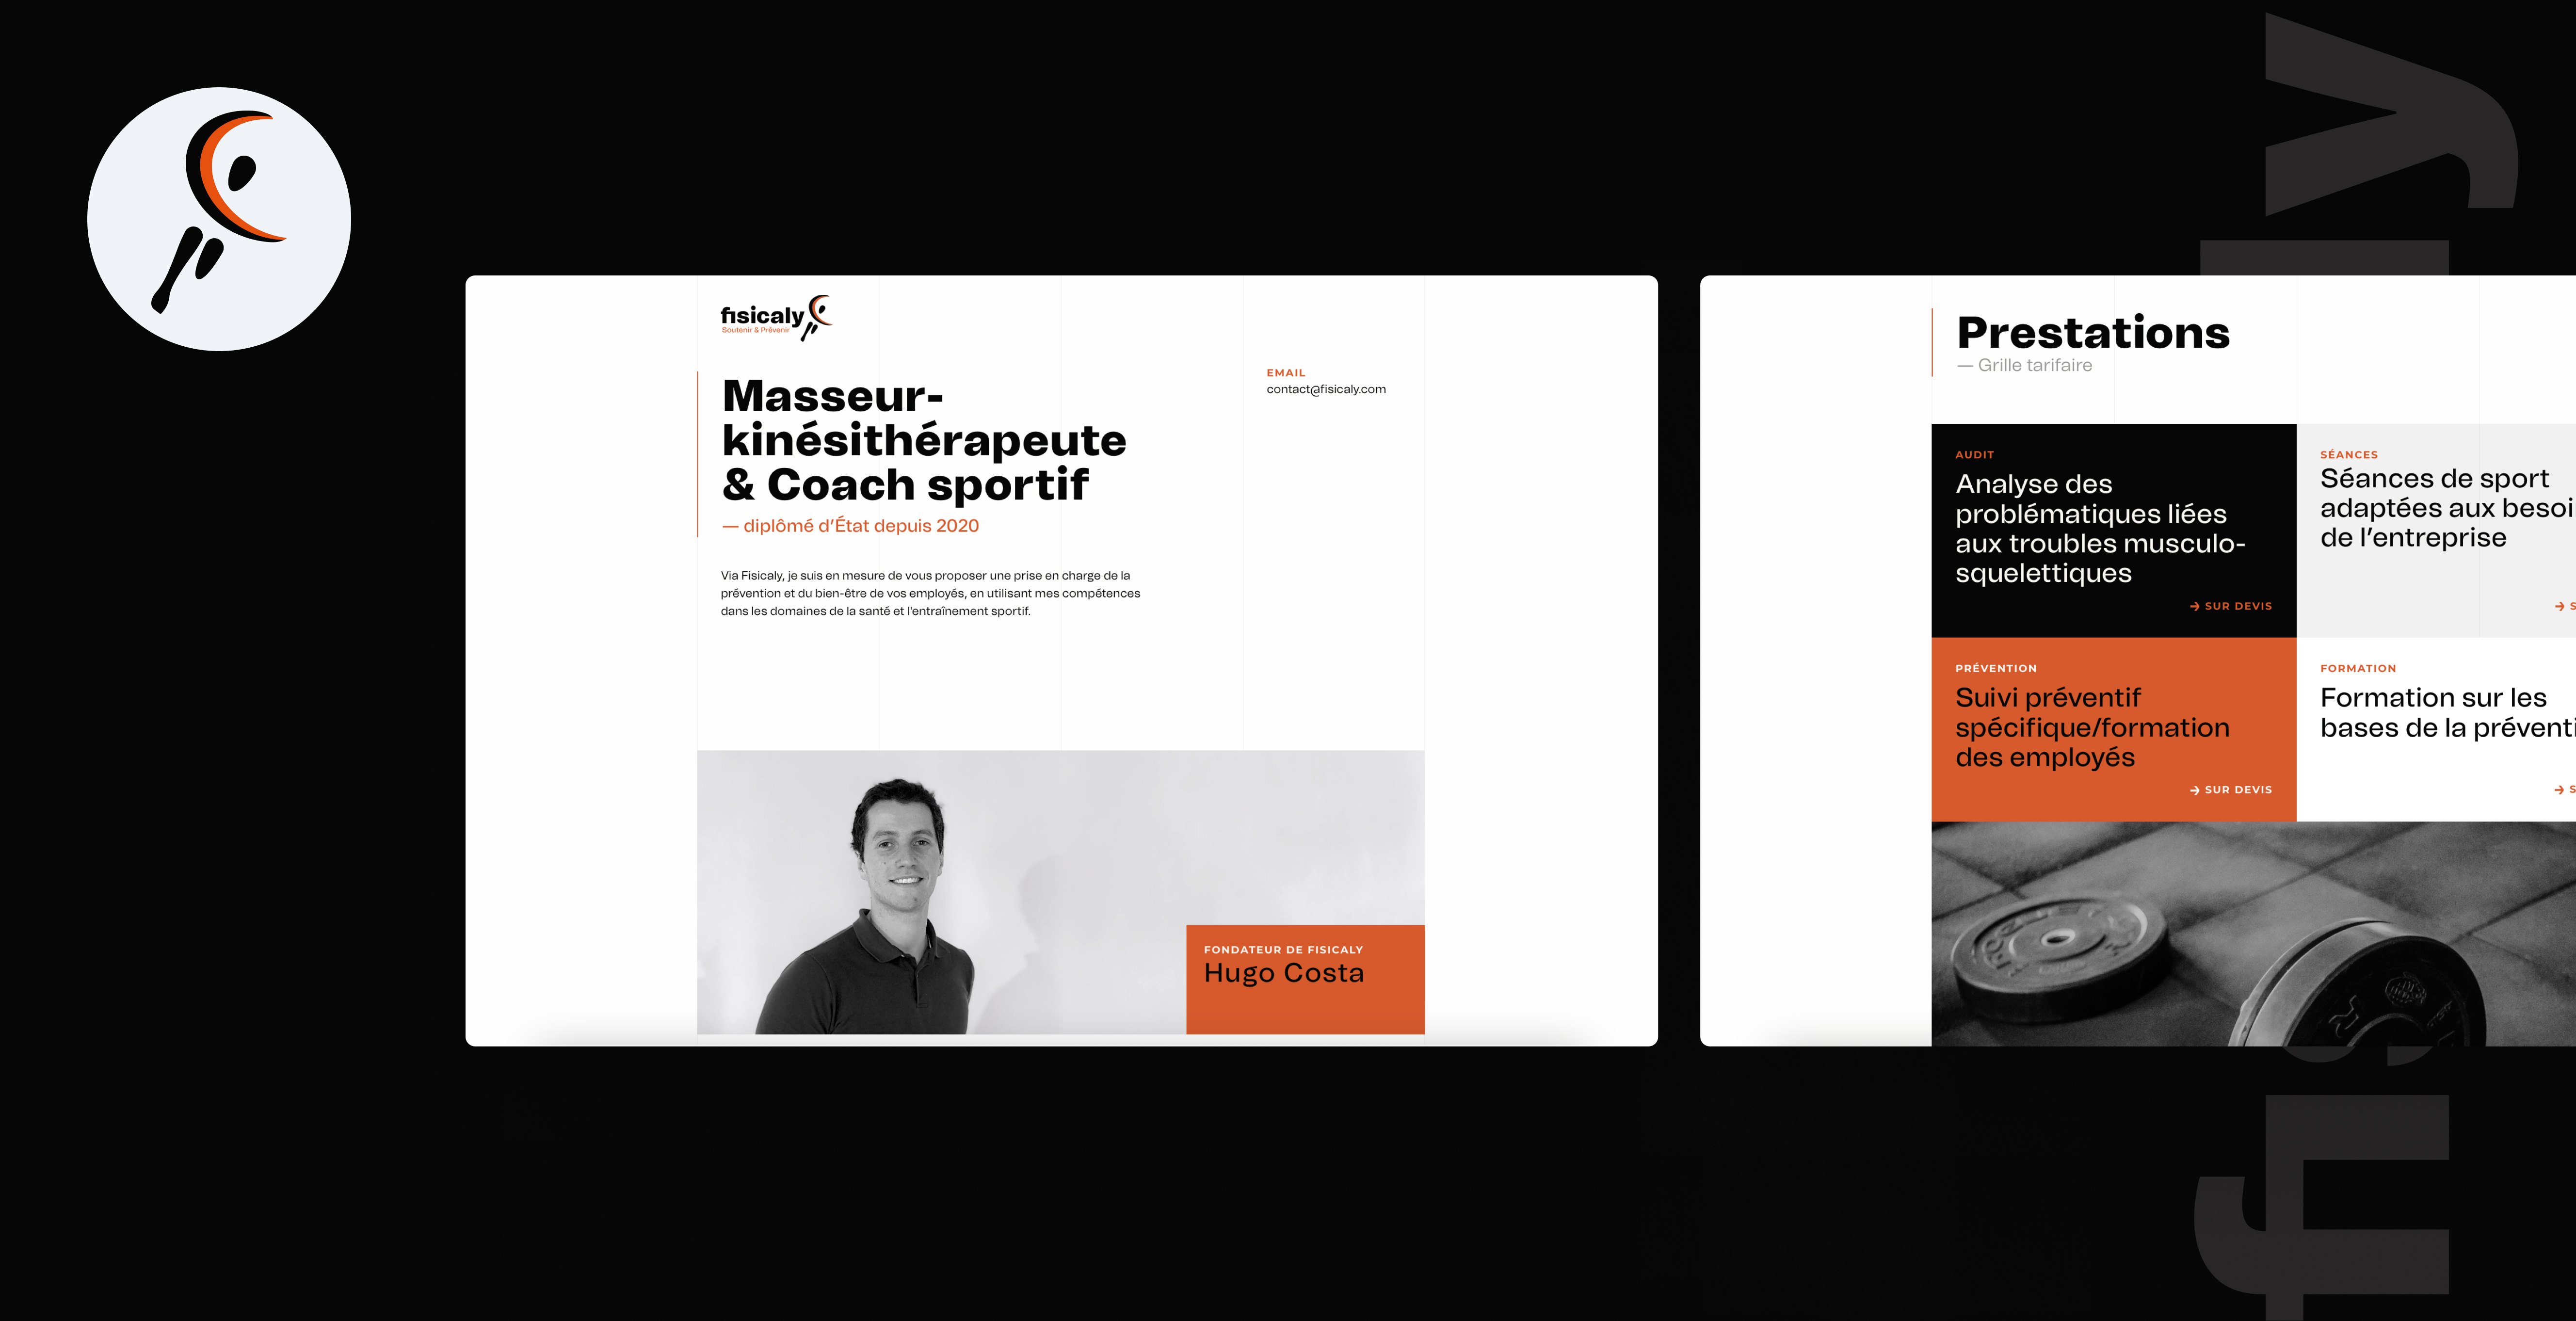 fisicaly
Soutenir & Prévenir
Masseur-
kinésithérapeute
& Coach sportif
— diplômé d'État depuis 2020
EMAIL
contact@fisicaly.com
Via Fisicaly, je suis en mesure de vous proposer une prise en charge de la
prévention et du bien-être de vos employés, en utilisant mes compétences
dans les domaines de la santé et l'entraînement sportif.
FONDATEUR DE FISICALY
Hugo Costa
Prestations
— Grille tarifaire
AUDIT
Analyse des
problématiques liées
aux troubles musculo-
squelettiques
→ SUR DEVIS
SÉANCES
Séances de sport
adaptées aux besoi
de l'entreprise
→ S
PRÉVENTION
Suivi préventif
spécifique/formation
des employés
→ SUR DEVIS
FORMATION
Formation sur les
bases de la préventi
→ S